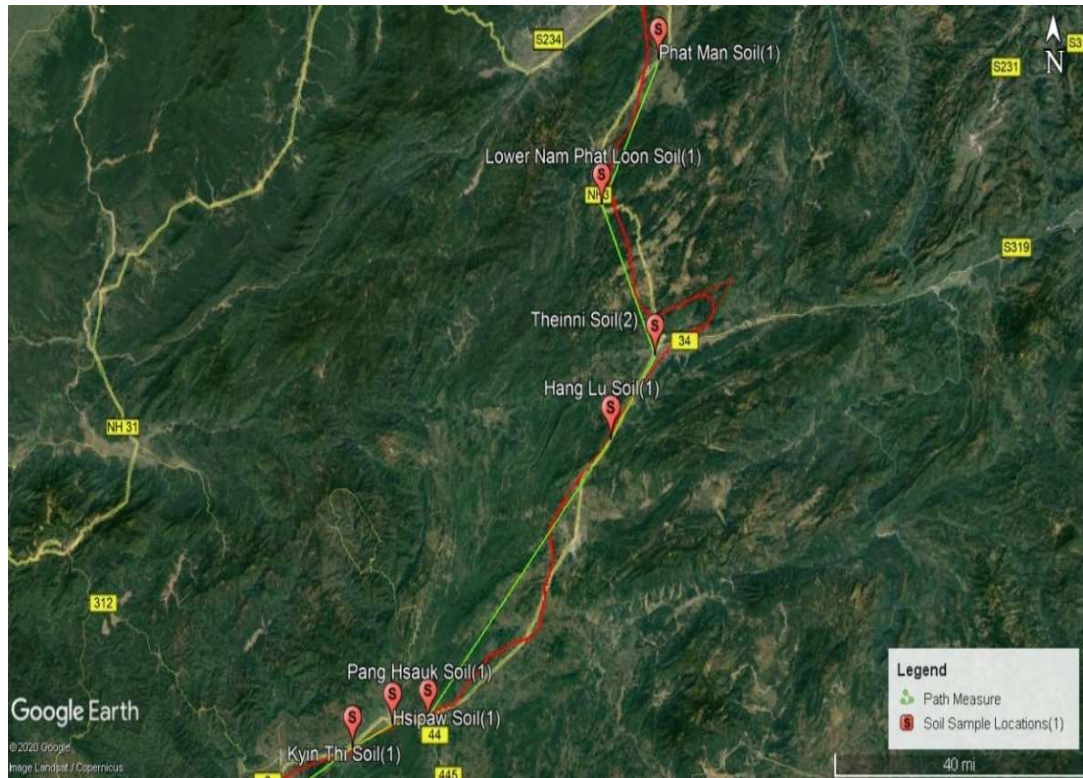 S234
Phat Man Soil(1)
N
S3
S231
Lower Nam Phat Loon Soil(1)
NH3
S319
Theinni Soil(2)
34
Hang Lu Soil(1)
NH 31
312
Pang Hsauk Soil(1)
Hsipaw Soil(1)
44
Kyin Thi Soil(1)
445
Legend
Path Measure
Soil Sample Locations(1)
Google Earth
©2020 Google
Image Landsat / Copernicus
40 mi
S
S
S
S
S
S
S
S